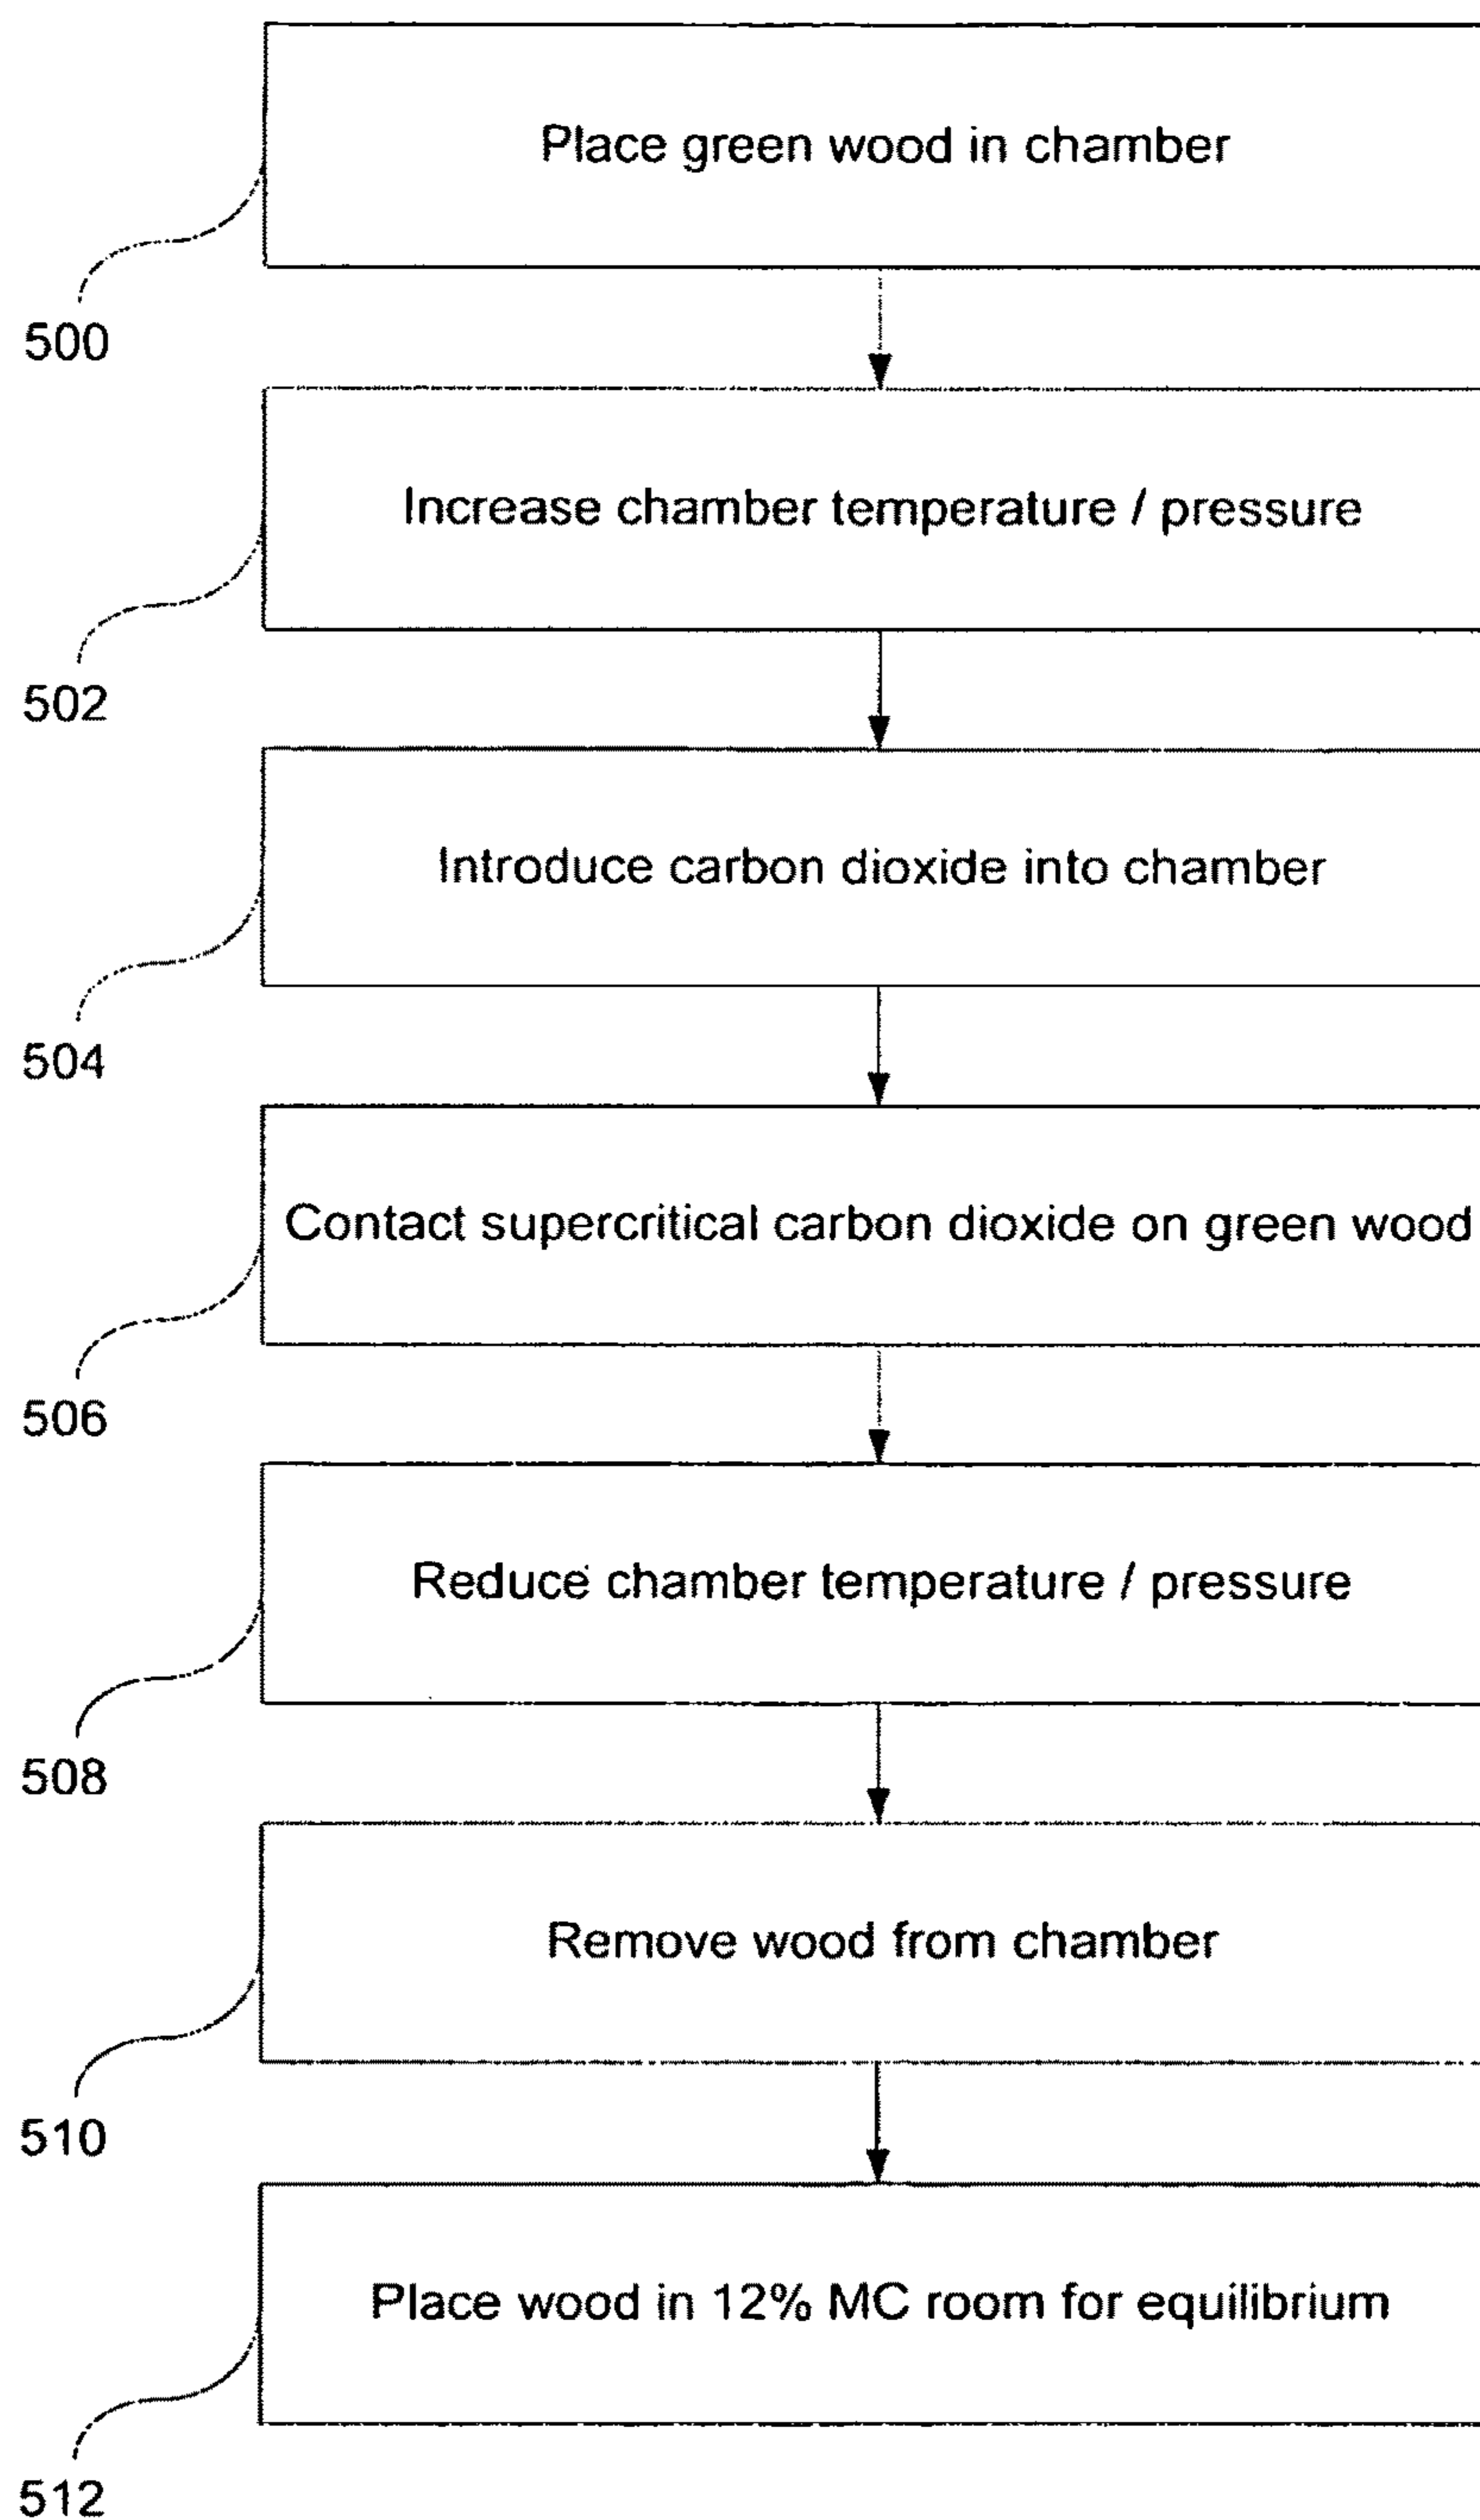 Place green wood in chamber
500
Increase chamber temperature / pressure
502
Introduce carbon dioxide into chamber
504
Contact supercritical carbon dioxide on green wood
506
Reduce chamber temperature / pressure
508
Remove wood from chamber
510
Place wood in 12% MC room for equilibrium
512